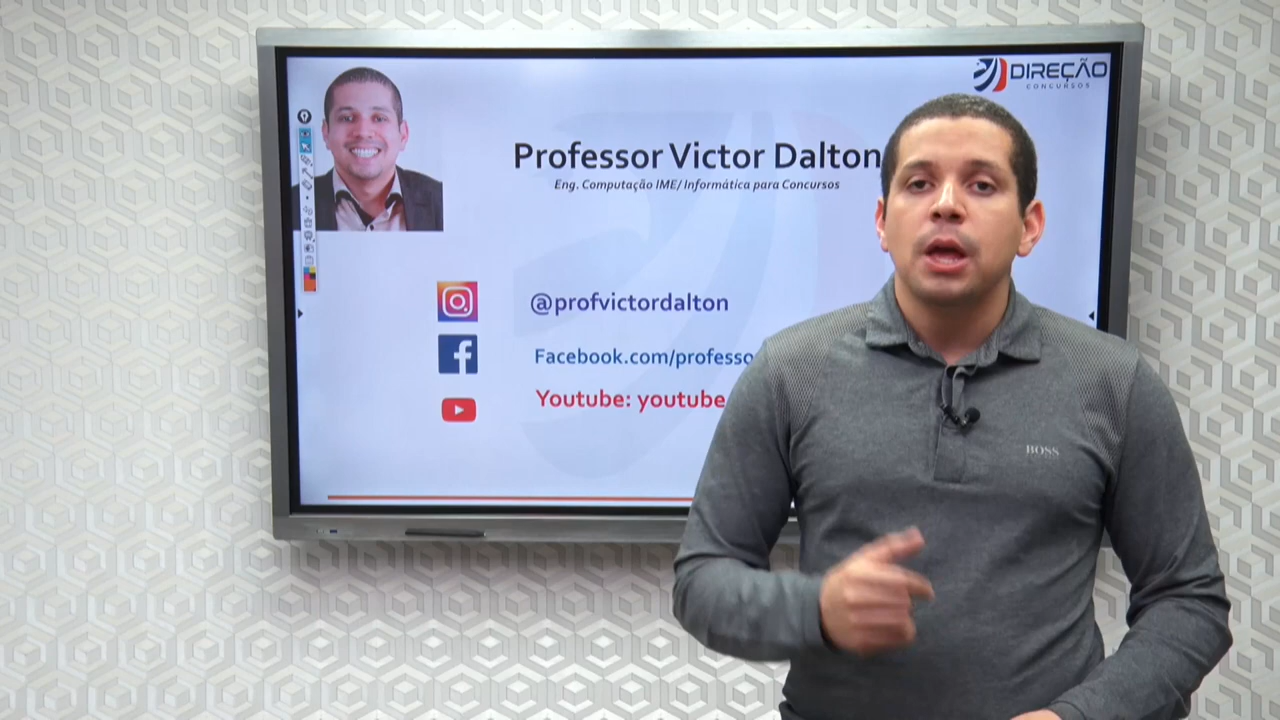 DIREÇÃO
CONCURSOS
Professor Victor Dalton
Eng. Computação IME/ Informática para Concursos
@profvictordalton
Facebook.com/professo
Youtube: youtube
BOSS